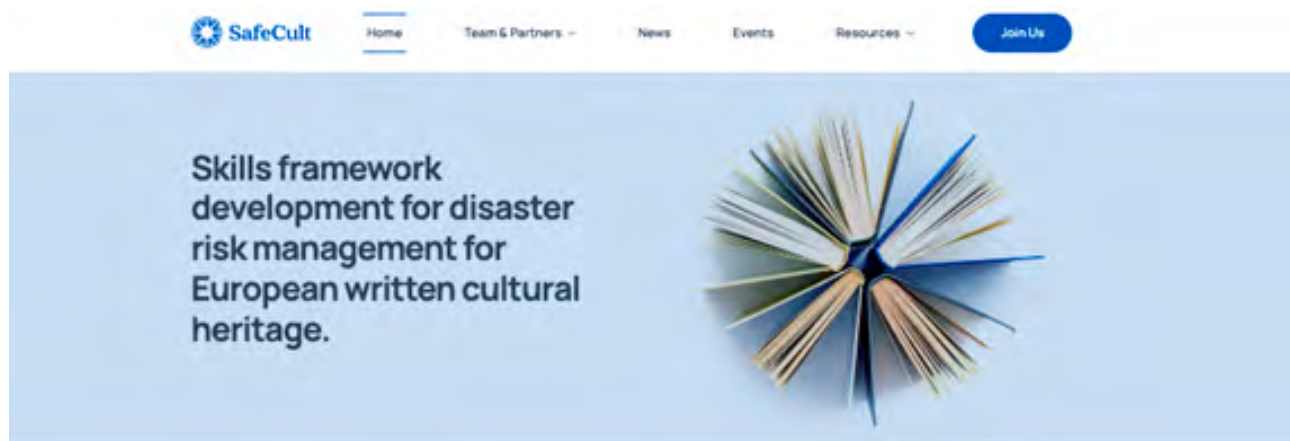 SafeCult
Home
Team & Partners
News
Events
Resources
Join Us
Skills framework
development for disaster
risk management for
European written cultural
heritage.